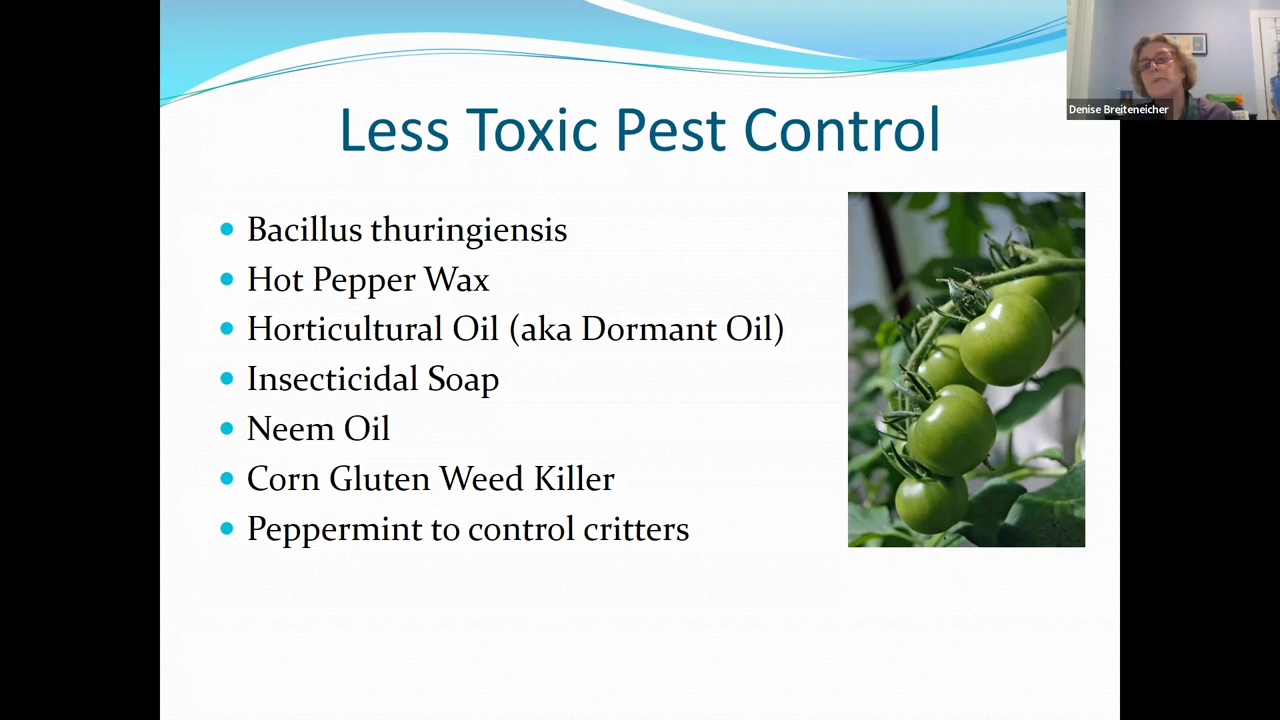 Denise Breiteneicher
Less Toxic Pest Control
Bacillus thuringiensis
Hot Pepper Wax
Horticultural Oil (aka Dormant Oil)
Insecticidal Soap
Neem Oil
Corn Gluten Weed Killer
Peppermint to control critters